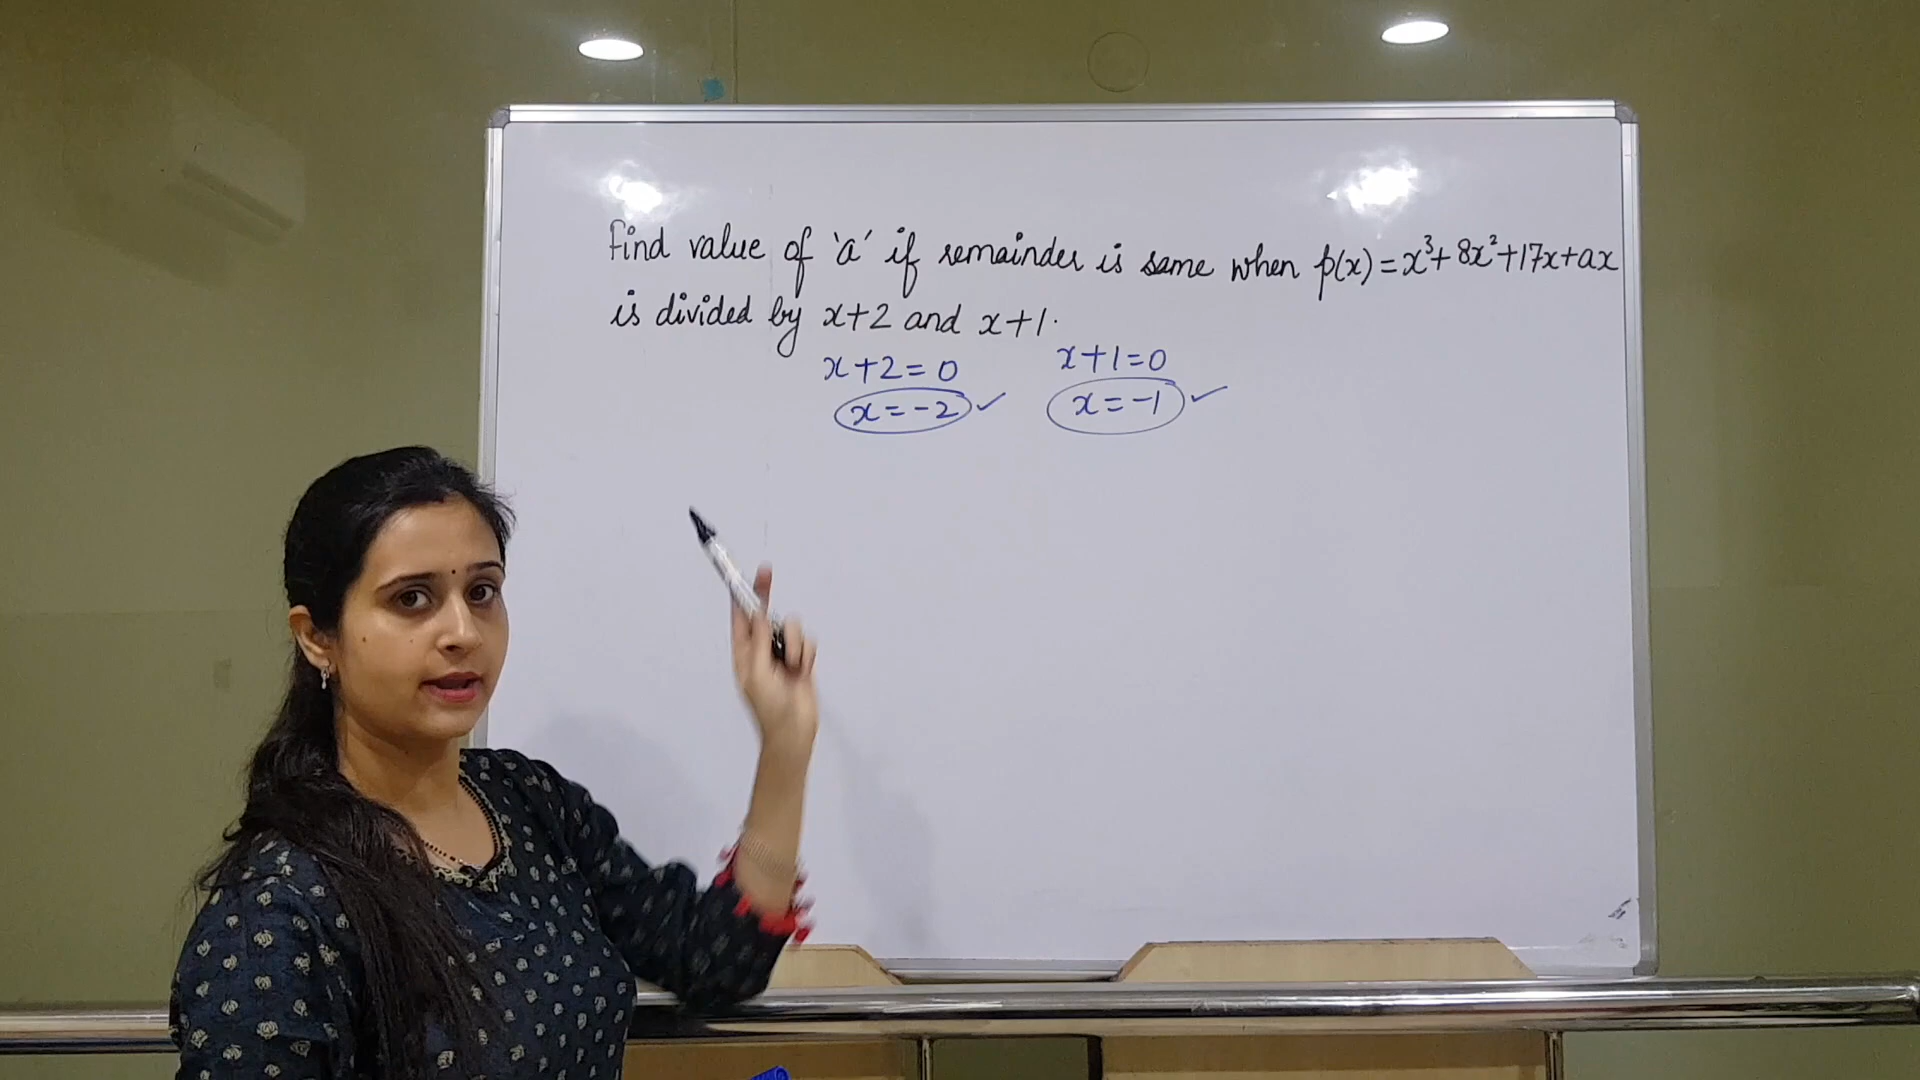 Find value of 'a' if remainder is same when p(x) = x³+ 8x²+17x+ax
is divided by x+2 and x+1.
x+2=0 x+1=0
x=-2 ✓ x=-1 ✓